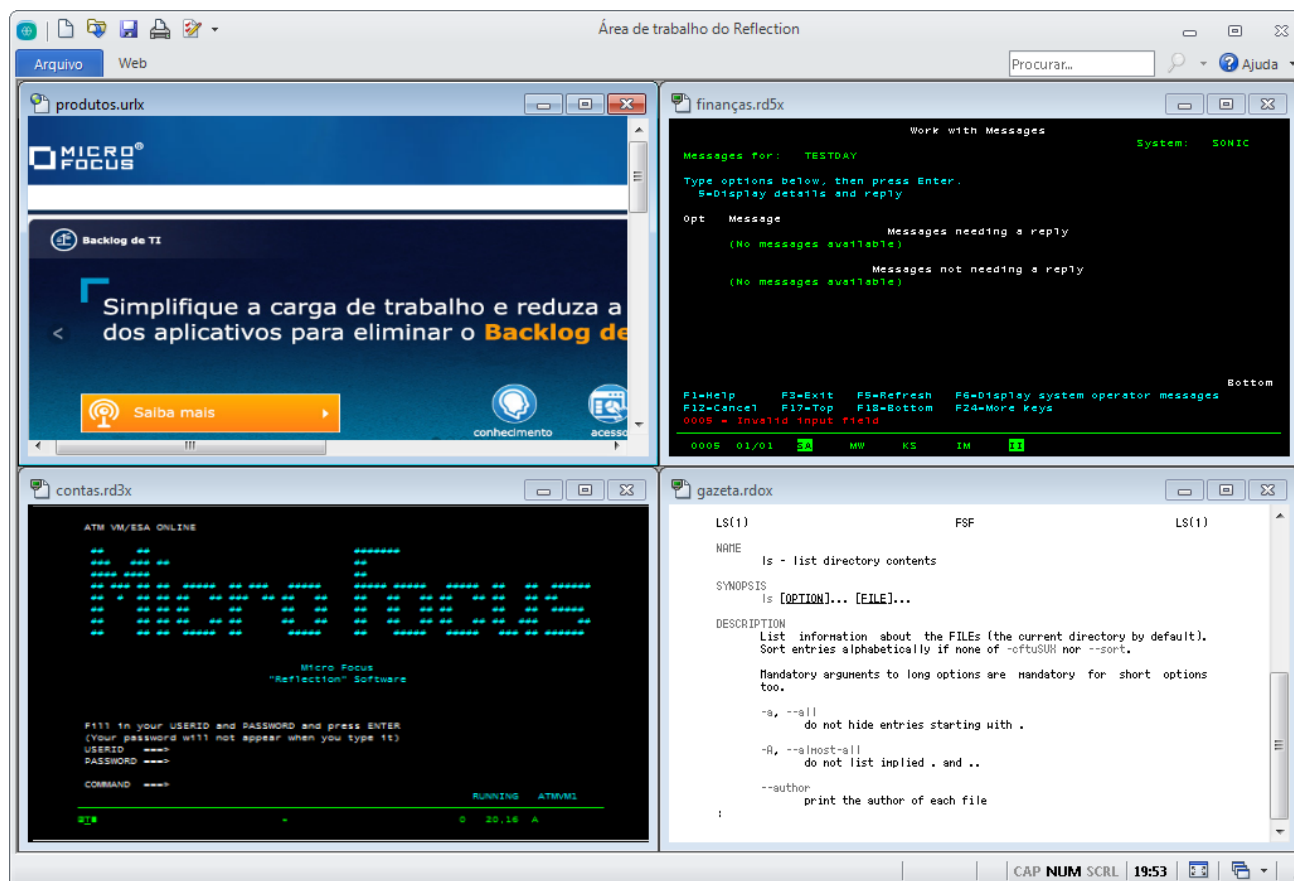 Área de trabalho do Reflection
Arquivo Web Procurar... Ajuda
produtos.urlx
MICRO
FOCUS®
Backlog de TI
Simplifique a carga de trabalho e reduza a
dos aplicativos para eliminar o Backlog de
Saiba mais
conhecimento acesso
finanças.rd5x
Work with Messages
System: SONIC
Messages for: TESTDAY
Type options below, then press Enter.
5=Display details and reply
Opt Message
Messages needing a reply
(No messages available)
Messages not needing a reply
(No messages available)
Bottom
F1=Help F3=Exit F5=Refresh F6=Display system operator messages
F12=Cancel F17=Top F18=Bottom F24=More keys
0005 - Invalid input field
0005 01/01 SA MW KS IM II
contas.rd3x
ATM VM/ESA ONLINE
Micro Focus
Micro Focus
"Reflection" Software
Fill in your USERID and PASSWORD and press ENTER
(Your password will not appear when you type it)
USERID ===>
PASSWORD ===>
COMMAND ===>
RUNNING ATMVM1
0 20,16 A
gazeta.rdox
LS(1) FSF LS(1)
NAME
ls - list directory contents
SYNOPSIS
ls [OPTION]... [FILE]...
DESCRIPTION
List information about the FILEs (the current directory by default).
Sort entries alphabetically if none of -cftuSUX nor --sort.
Mandatory arguments to long options are mandatory for short options
too.
-a, --all
do not hide entries starting with .
-A, --almost-all
do not list implied . and ..
--author
print the author of each file
:
CAP NUM SCRL 19:53